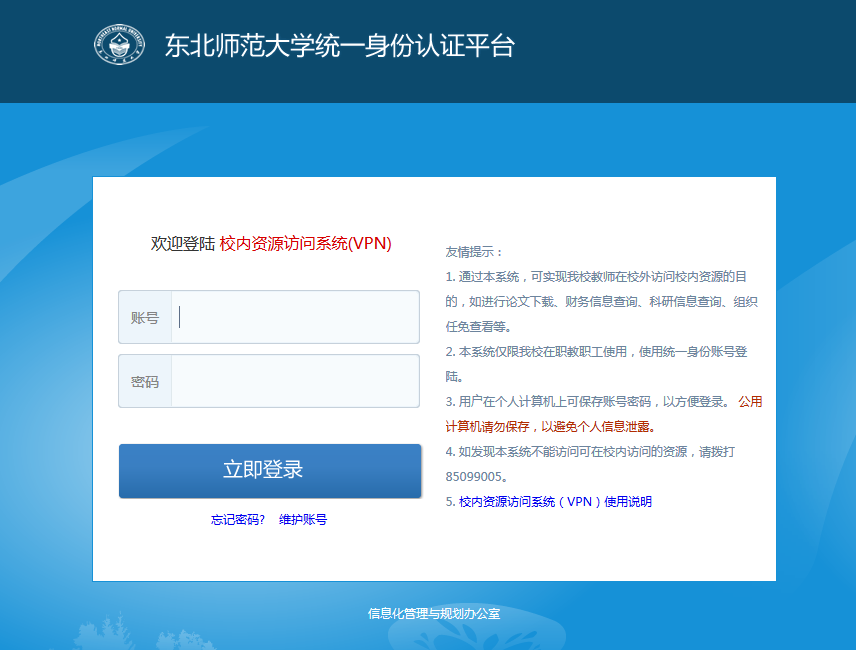 东北师范大学统一身份认证平台
欢迎登陆 校内资源访问系统(VPN)
账号
密码
立即登录
忘记密码? 维护账号
友情提示：
1. 通过本系统，可实现我校教师在校外访问校内资源的目
的，如进行论文下载、财务信息查询、科研信息查询、组织
任免查看等。
2. 本系统仅限我校在职教职工使用，使用统一身份账号登
陆。
3. 用户在个人计算机上可保存账号密码，以方便登录。 公用
计算机请勿保存，以避免个人信息泄露。
4. 如发现本系统不能访问可在校内访问的资源，请拨打
85099005。
5. 校内资源访问系统（VPN）使用说明
信息化管理与规划办公室